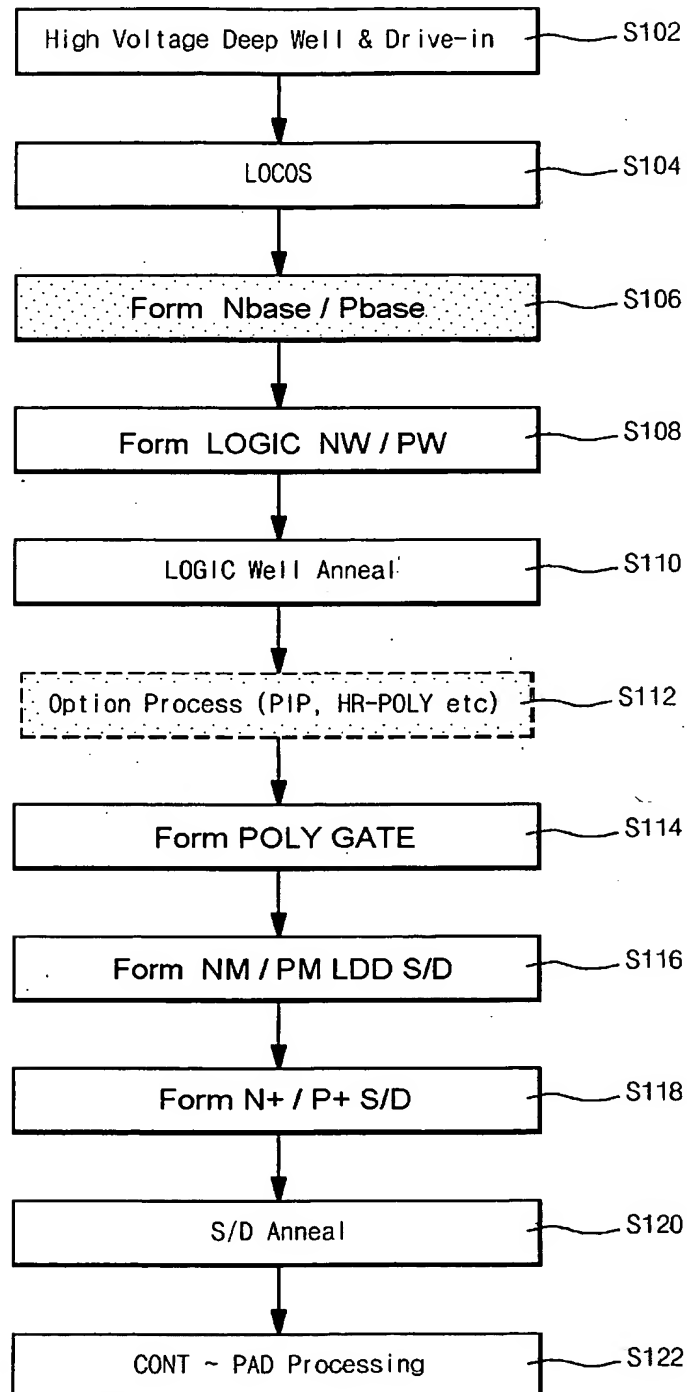 High Voltage Deep Well & Drive-in S102
LOCOS S104
Form Nbase / Pbase S106
Form LOGIC NW / PW S108
LOGIC Well Anneal S110
Option Process (PIP, HR-POLY etc) S112
Form POLY GATE S114
Form NM / PM LDD S/D S116
Form N+ / P+ S/D S118
S/D Anneal S120
CONT ~ PAD Processing S122